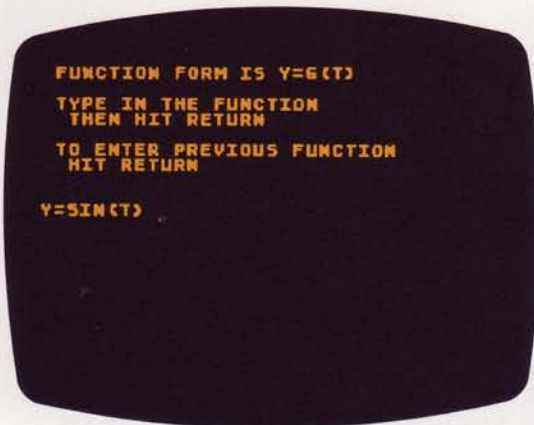 FUNCTION FORM IS Y=G(T)
TYPE IN THE FUNCTION
THEN HIT RETURN
TO ENTER PREVIOUS FUNCTION
HIT RETURN
Y=SIN(T)